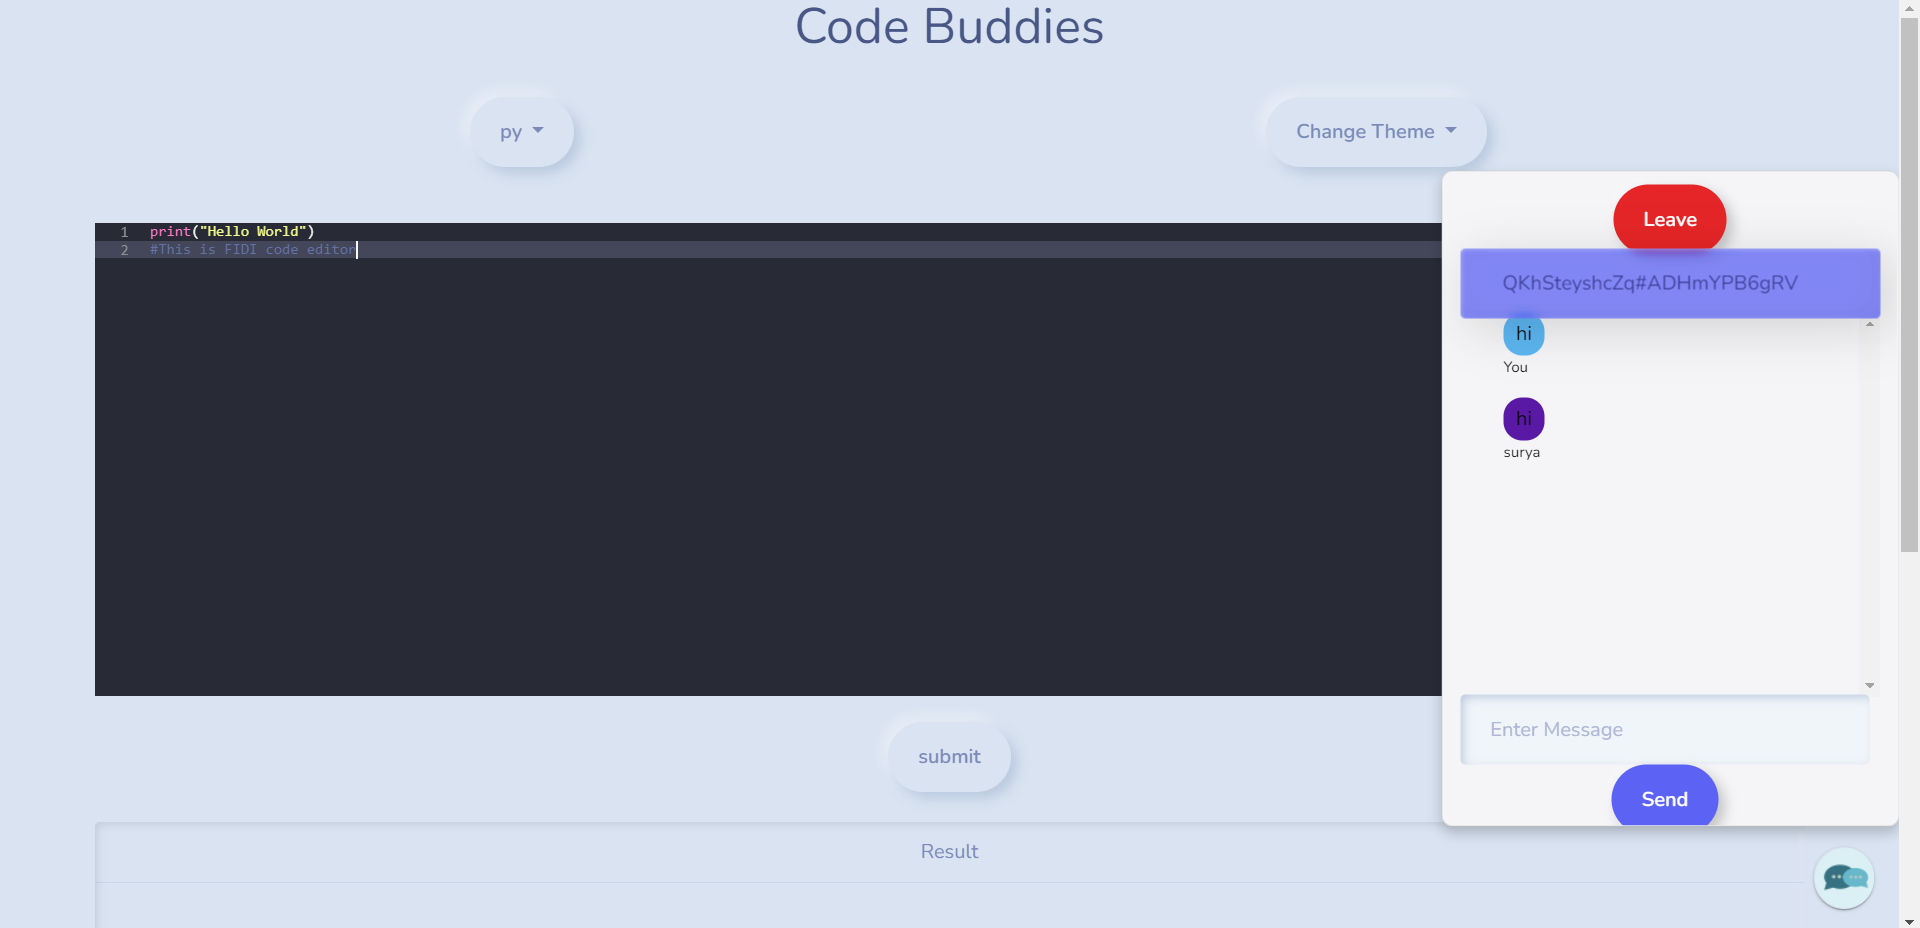 Code Buddies
py
Change Theme
1 print("Hello World")
2 #This is FIDI code editor
Leave
QKhSteyshcZq#ADHmYPB6gRV
hi
You
hi
surya
Enter Message
Send
submit
Result